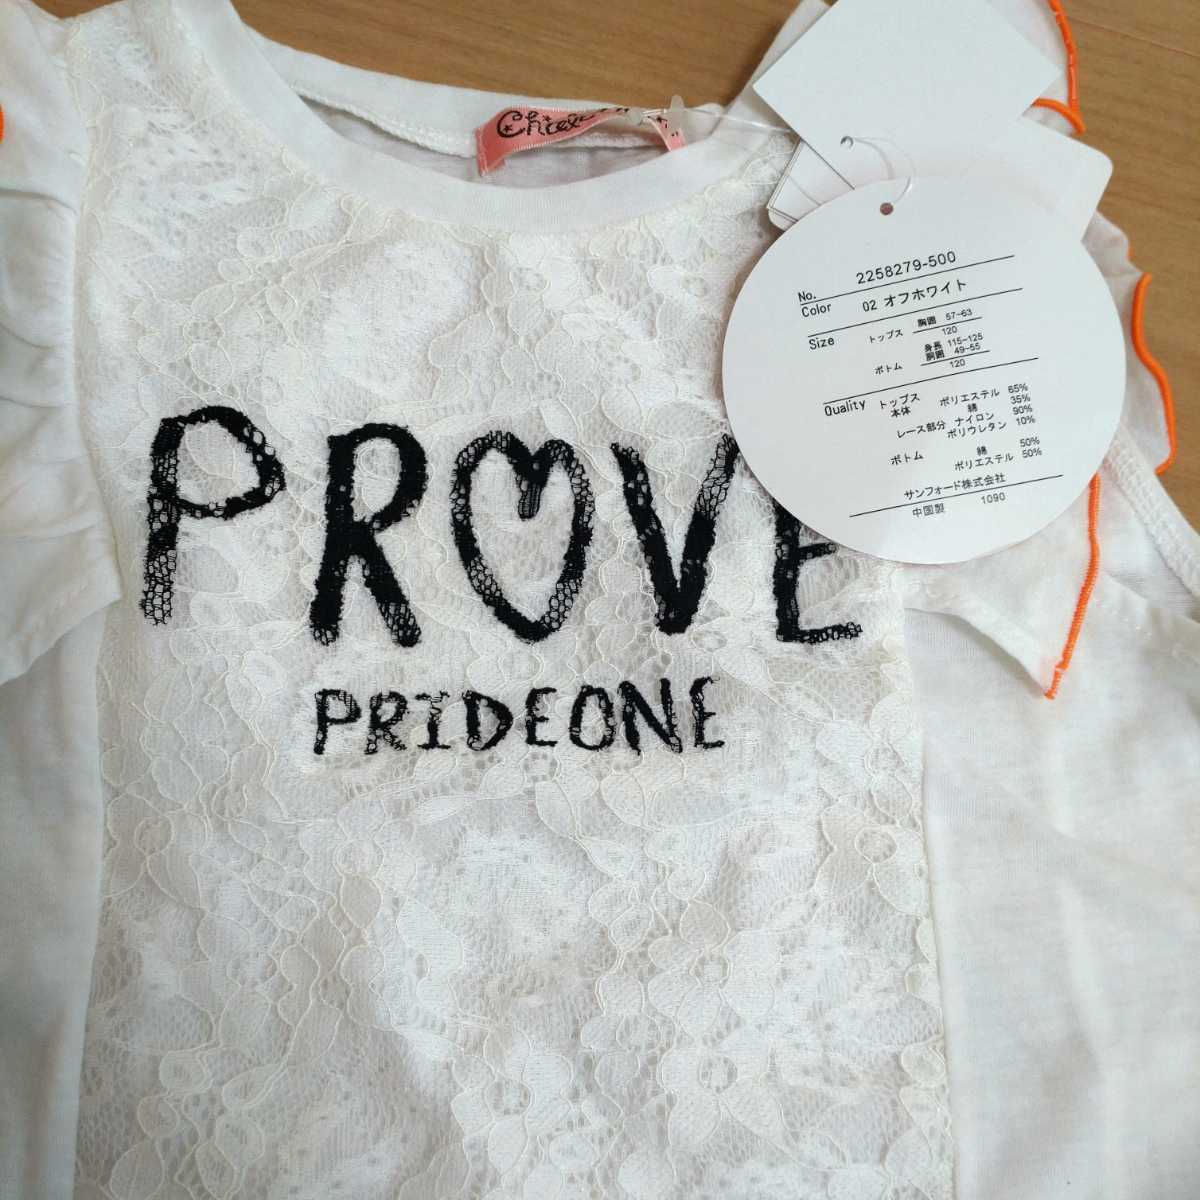 PROVE
PRIDEONE
No. 2258279-500
Color 02 オフホワイト
Size トップス 胸囲 57-63
120
ボトム 身長 115-125
胴囲 49-55
120
Quality トップス
本体 ポリエステル 65%
綿 35%
レース部分 ナイロン 90%
ポリウレタン 10%
ボトム 綿 50%
ポリエステル 50%
サンフォード株式会社
中国製 1090